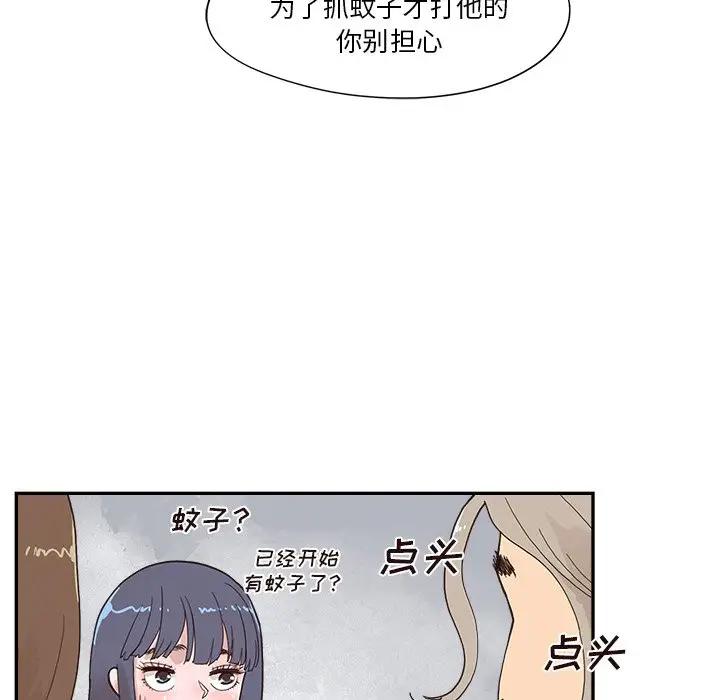 为了抓蚊子才打他的
你别担心
蚊子?
已经开始
有蚊子了?
点头
点头